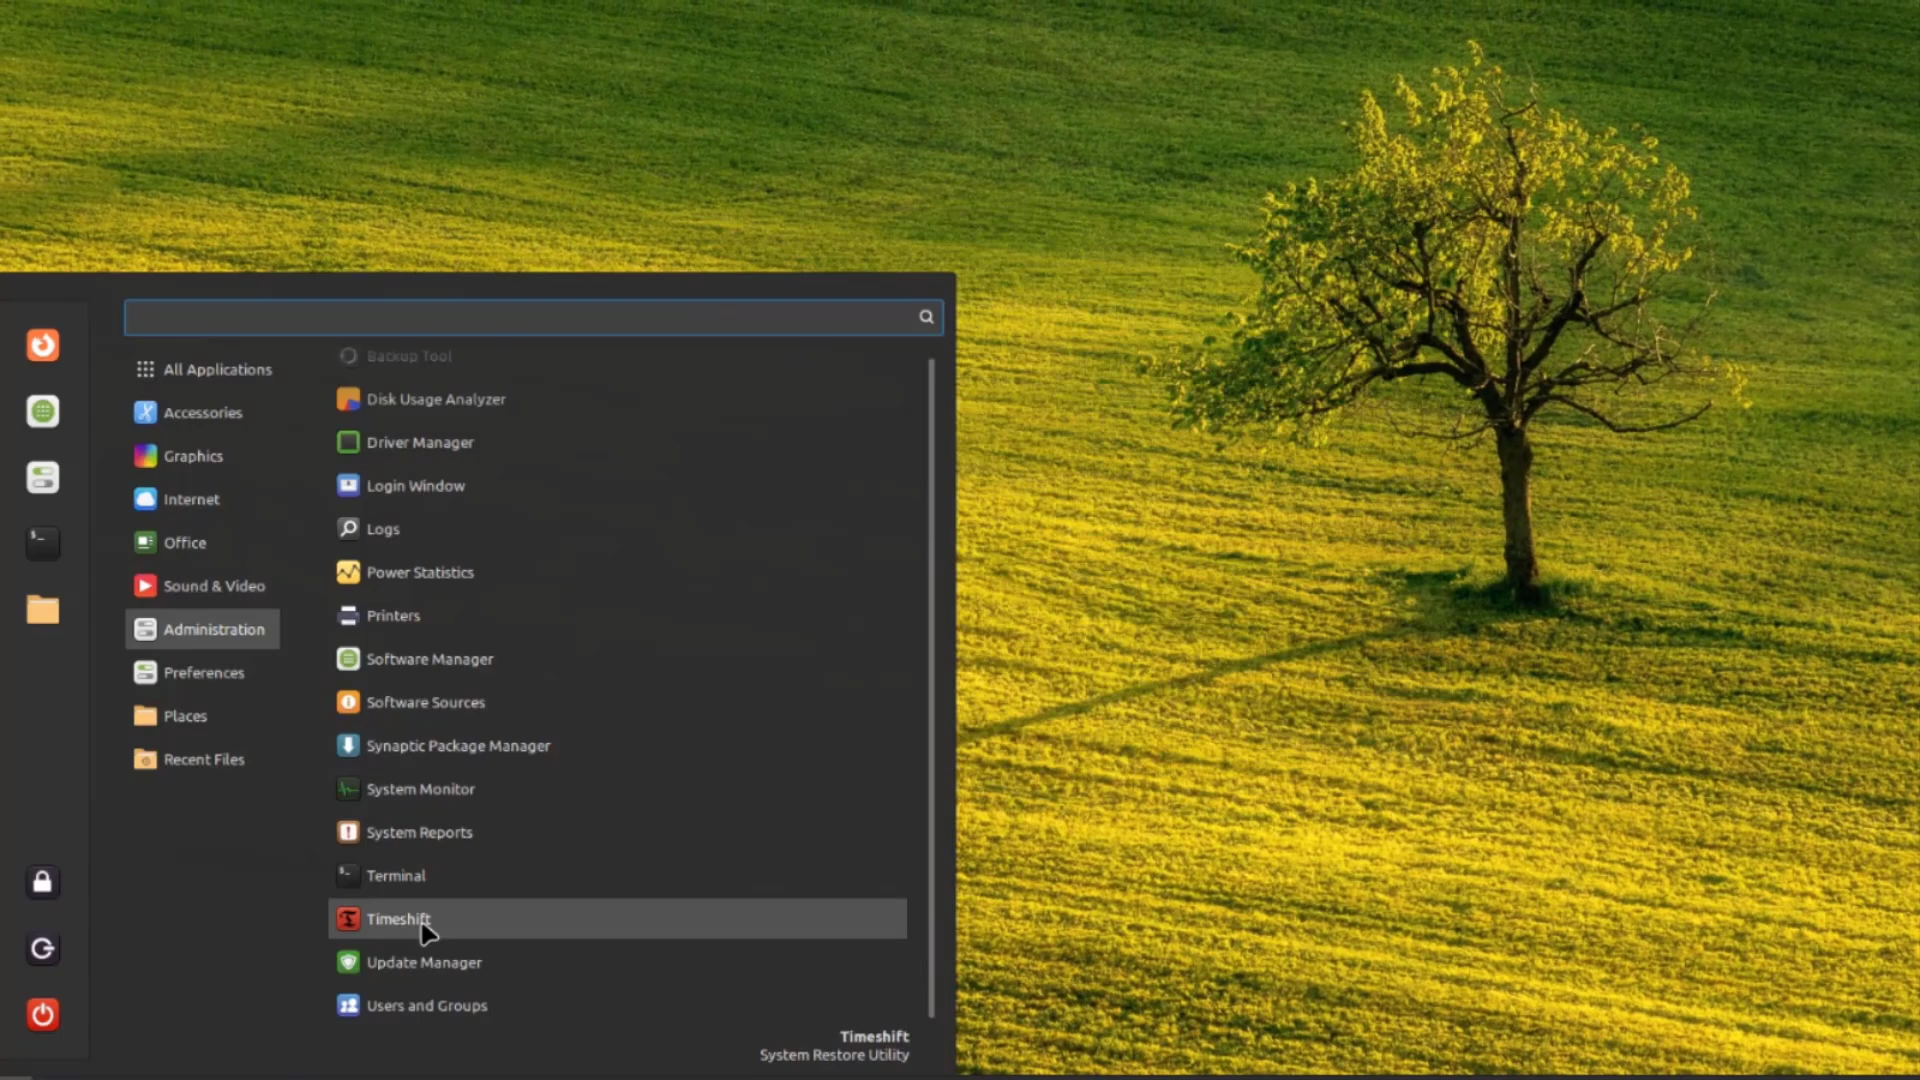 All Applications
Accessories
Graphics
Internet
Office
Sound & Video
Administration
Preferences
Places
Recent Files
Backup Tool
Disk Usage Analyzer
Driver Manager
Login Window
Logs
Power Statistics
Printers
Software Manager
Software Sources
Synaptic Package Manager
System Monitor
System Reports
Terminal
Timeshift
Update Manager
Users and Groups
Timeshift
System Restore Utility